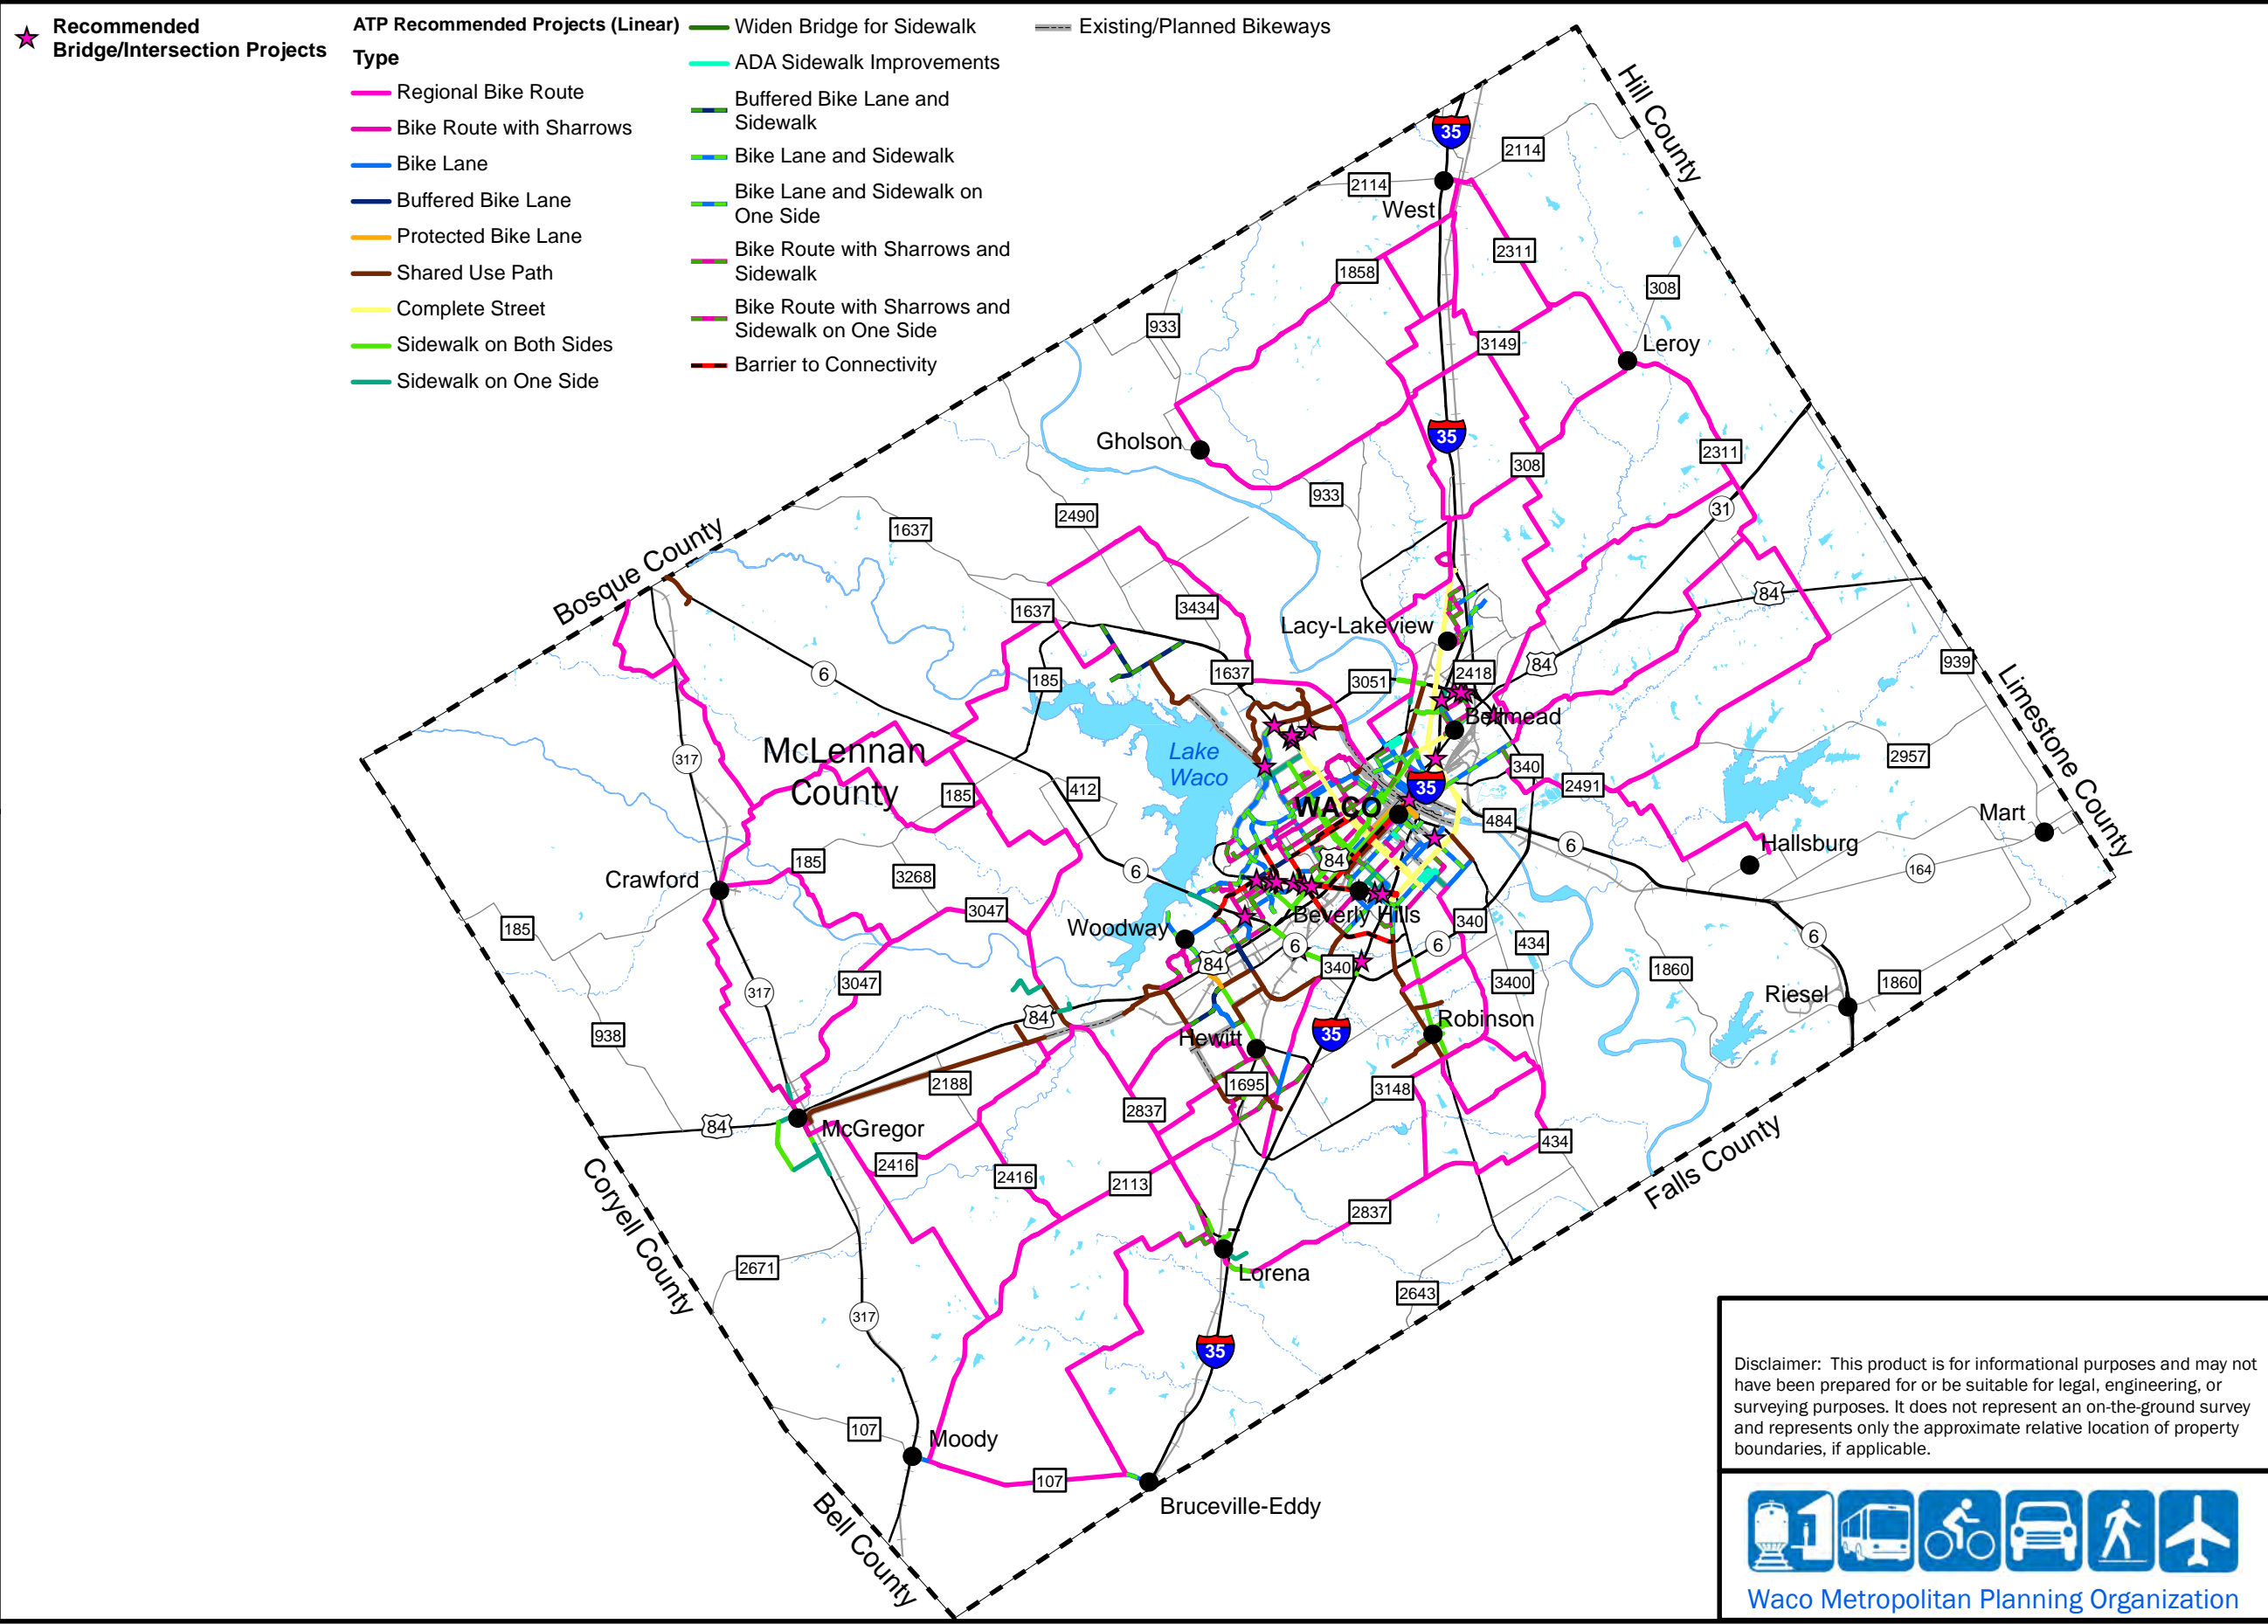 Recommended
Bridge/Intersection Projects
ATP Recommended Projects (Linear)
Type
Regional Bike Route
Bike Route with Sharrows
Bike Lane
Buffered Bike Lane
Protected Bike Lane
Shared Use Path
Complete Street
Sidewalk on Both Sides
Sidewalk on One Side
Widen Bridge for Sidewalk
ADA Sidewalk Improvements
Buffered Bike Lane and
Sidewalk
Bike Lane and Sidewalk
Bike Lane and Sidewalk on
One Side
Bike Route with Sharrows and
Sidewalk
Bike Route with Sharrows and
Sidewalk on One Side
Barrier to Connectivity
Existing/Planned Bikeways
Hill County
35
2114
2114
West
2311
1858
308
933
3149
Leroy
Gholson
35
2311
308
933
31
2490
1637
Bosque County
84
1637
3434
Lacy-Lakeview
939
Limestone County
6
185
1637
3051
2418
84
Bellmead
McLennan
County
Lake
Waco
317
2957
340
2491
35
412
185
WACO
484
Mart
6
Hallsburg
84
185
164
6
3268
Crawford
3047
Beverly Hills
340
185
Woodway
6
6
434
6
84
340
1860
3047
3400
1860
317
Riesel
84
Robinson
35
938
Hewitt
2188
1695
3148
2837
84
McGregor
434
2416
2416
2113
Falls County
2837
Coryell County
2671
Lorena
2643
317
35
107
Moody
107
Bruceville-Eddy
Bell County
Disclaimer: This product is for informational purposes and may not
have been prepared for or be suitable for legal, engineering, or
surveying purposes. It does not represent an on-the-ground survey
and represents only the approximate relative location of property
boundaries, if applicable.
Waco Metropolitan Planning Organization